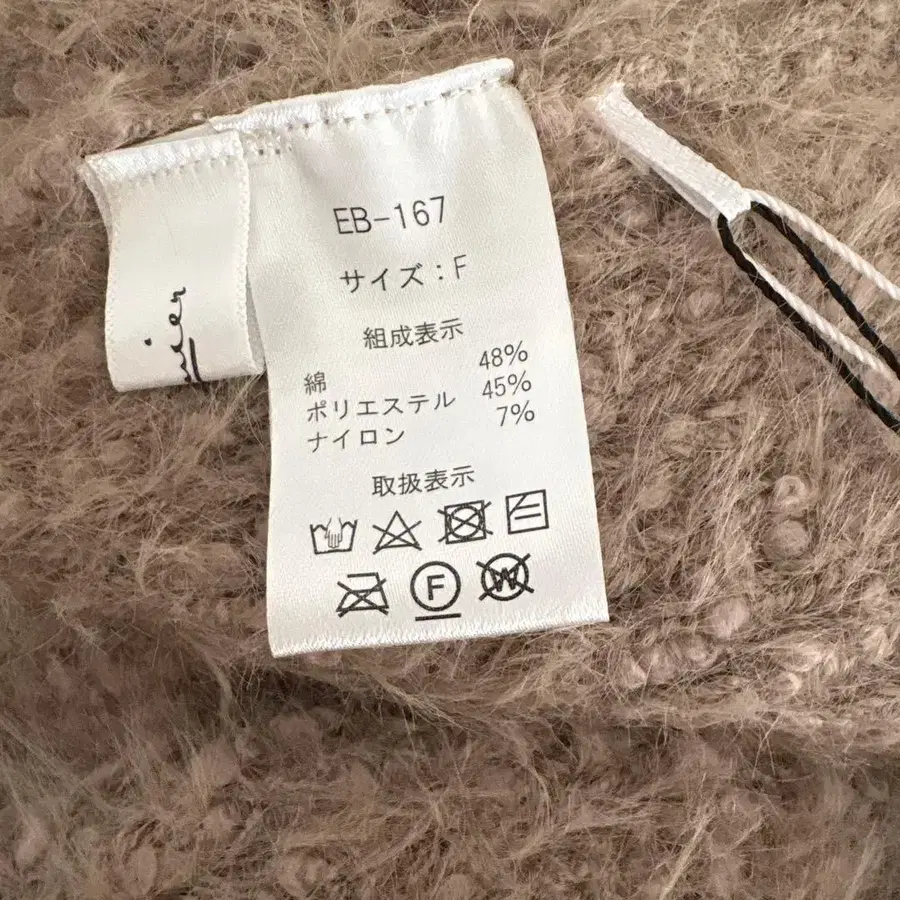 EB-167
サイズ：F
組成表示
綿 48%
ポリエステル 45%
ナイロン 7%
取扱表示
F
W